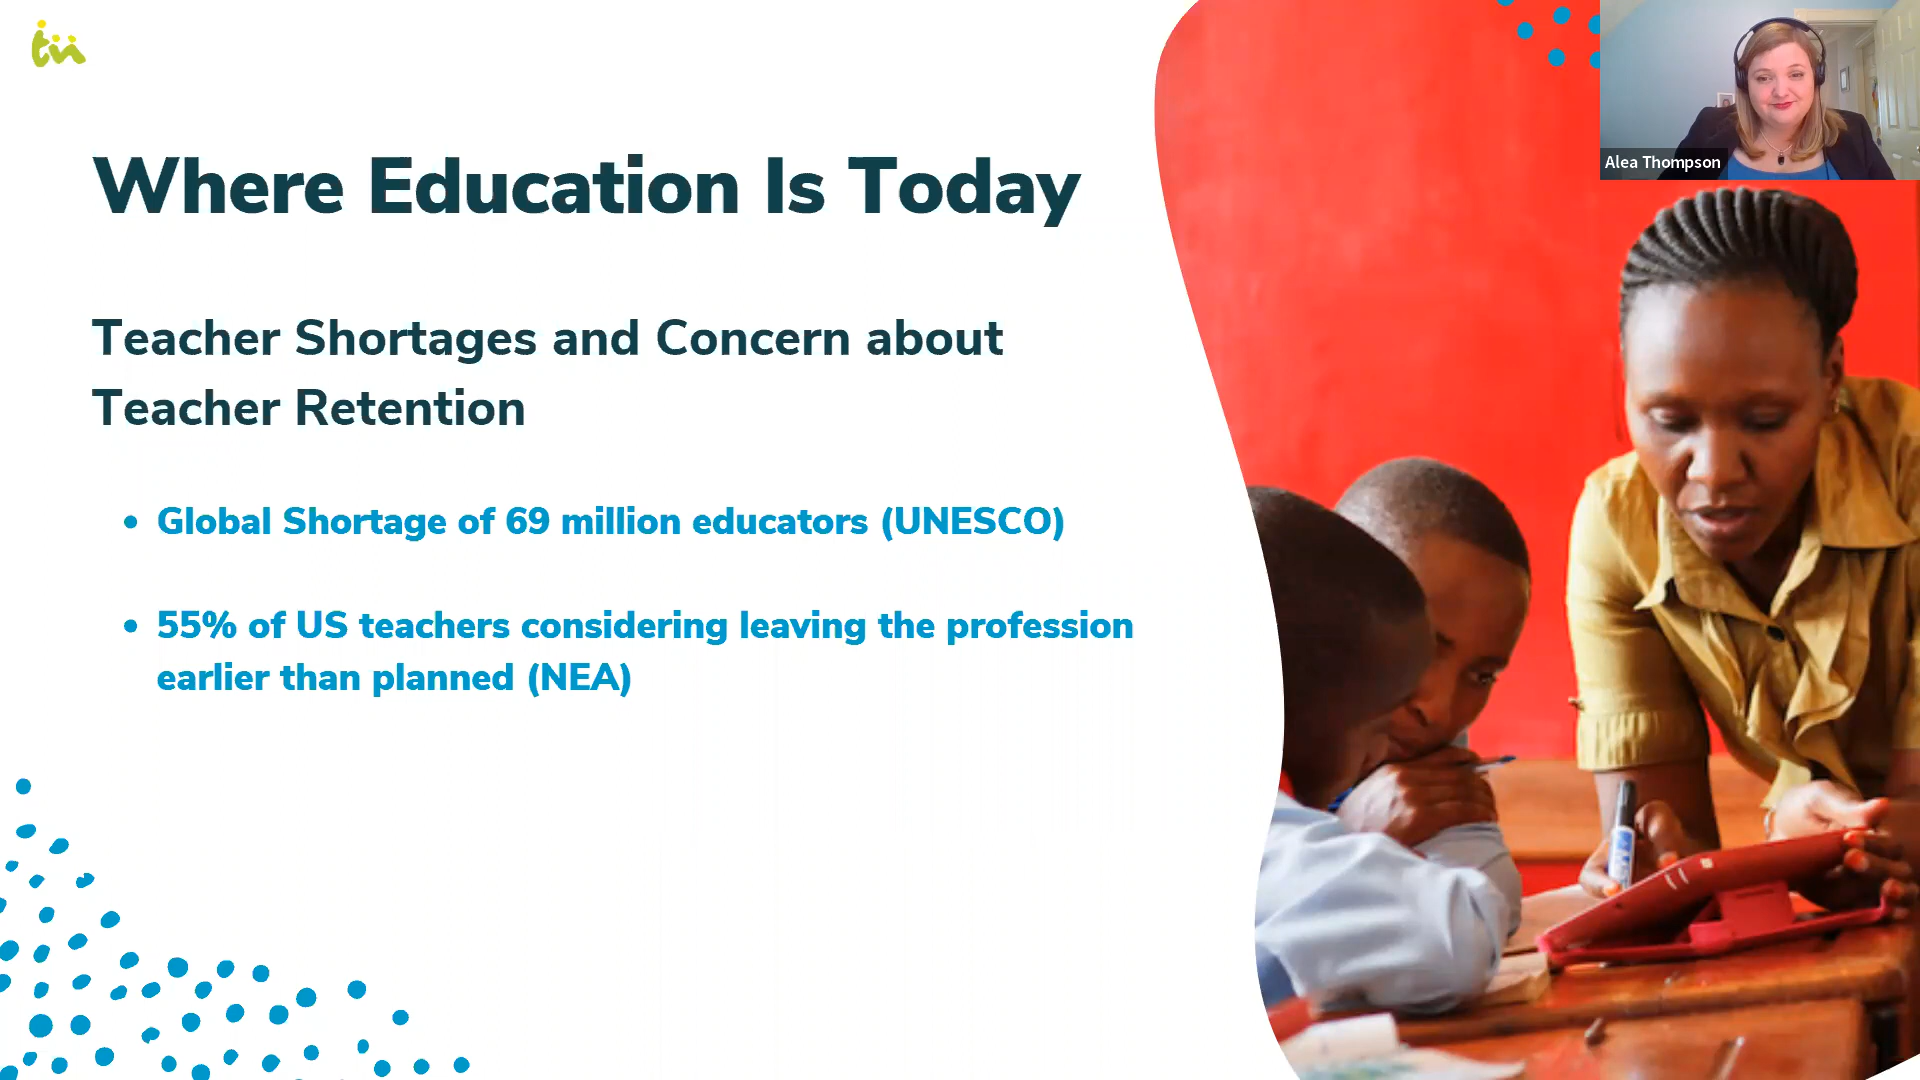 Where Education Is Today
Teacher Shortages and Concern about
Teacher Retention
• Global Shortage of 69 million educators (UNESCO)
• 55% of US teachers considering leaving the profession
earlier than planned (NEA)
Alea Thompson